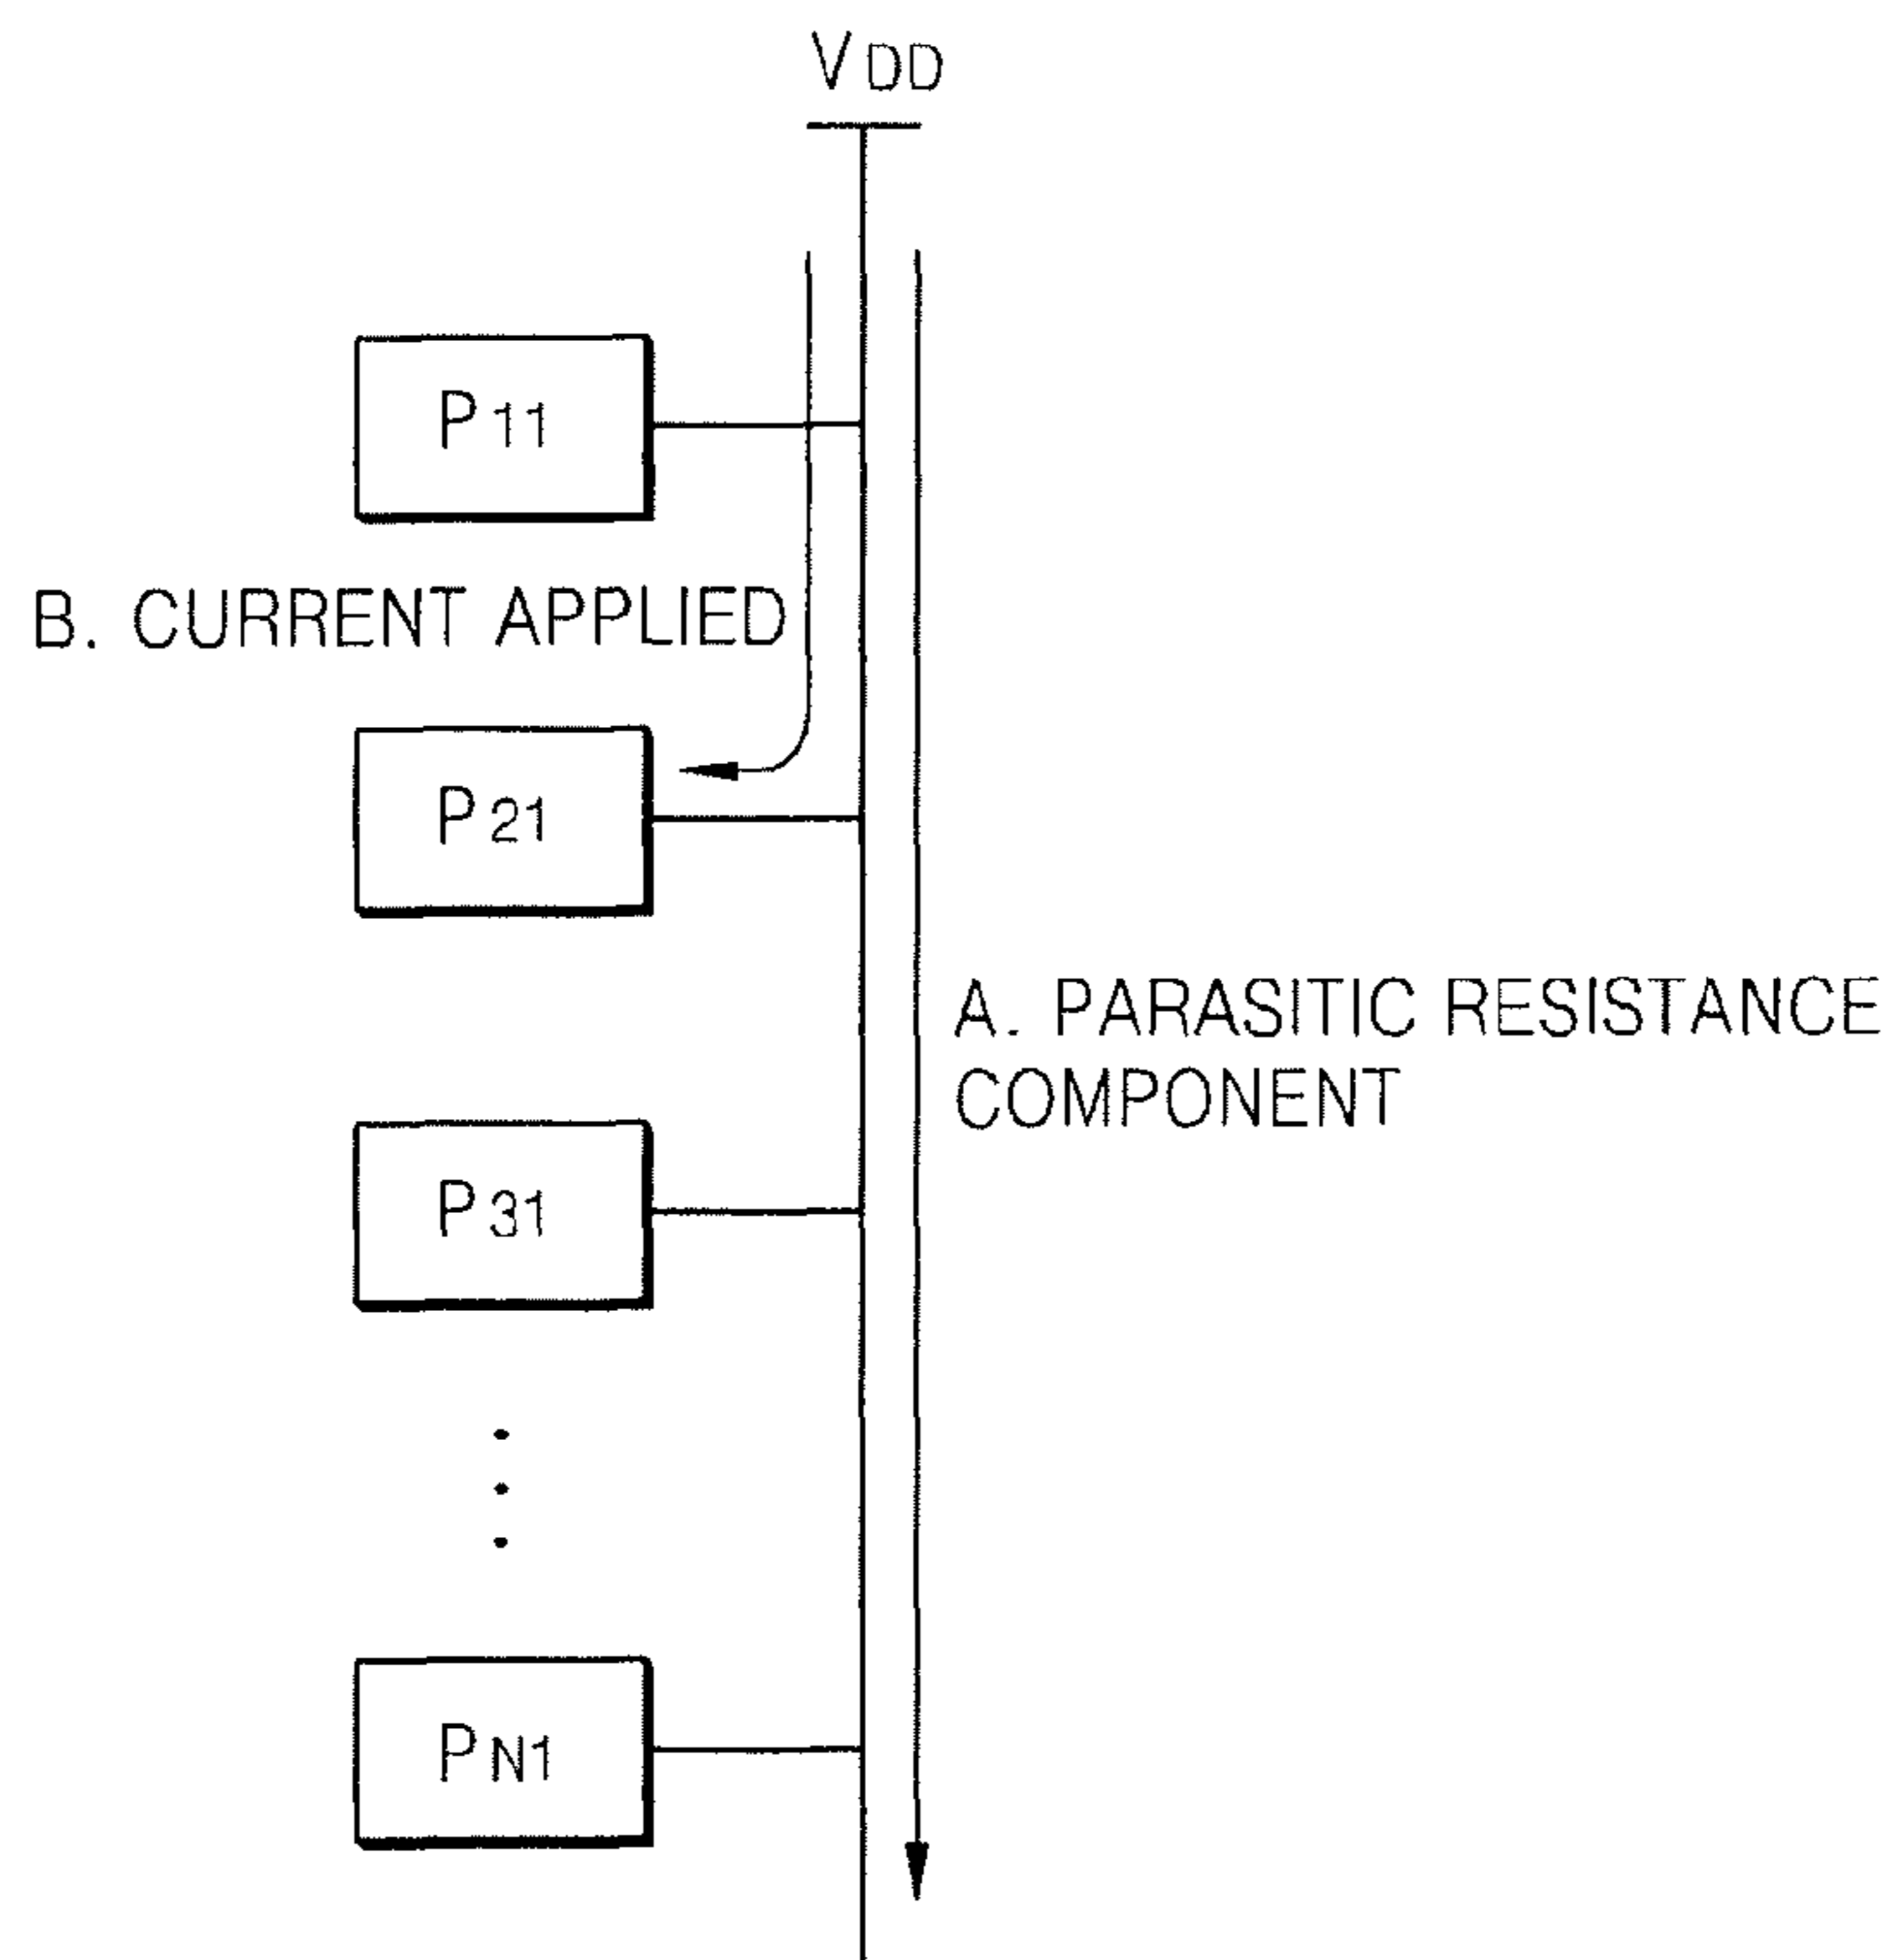 VDD
P11
B. CURRENT APPLIED
P21
A. PARASITIC RESISTANCE
COMPONENT
P31
PN1